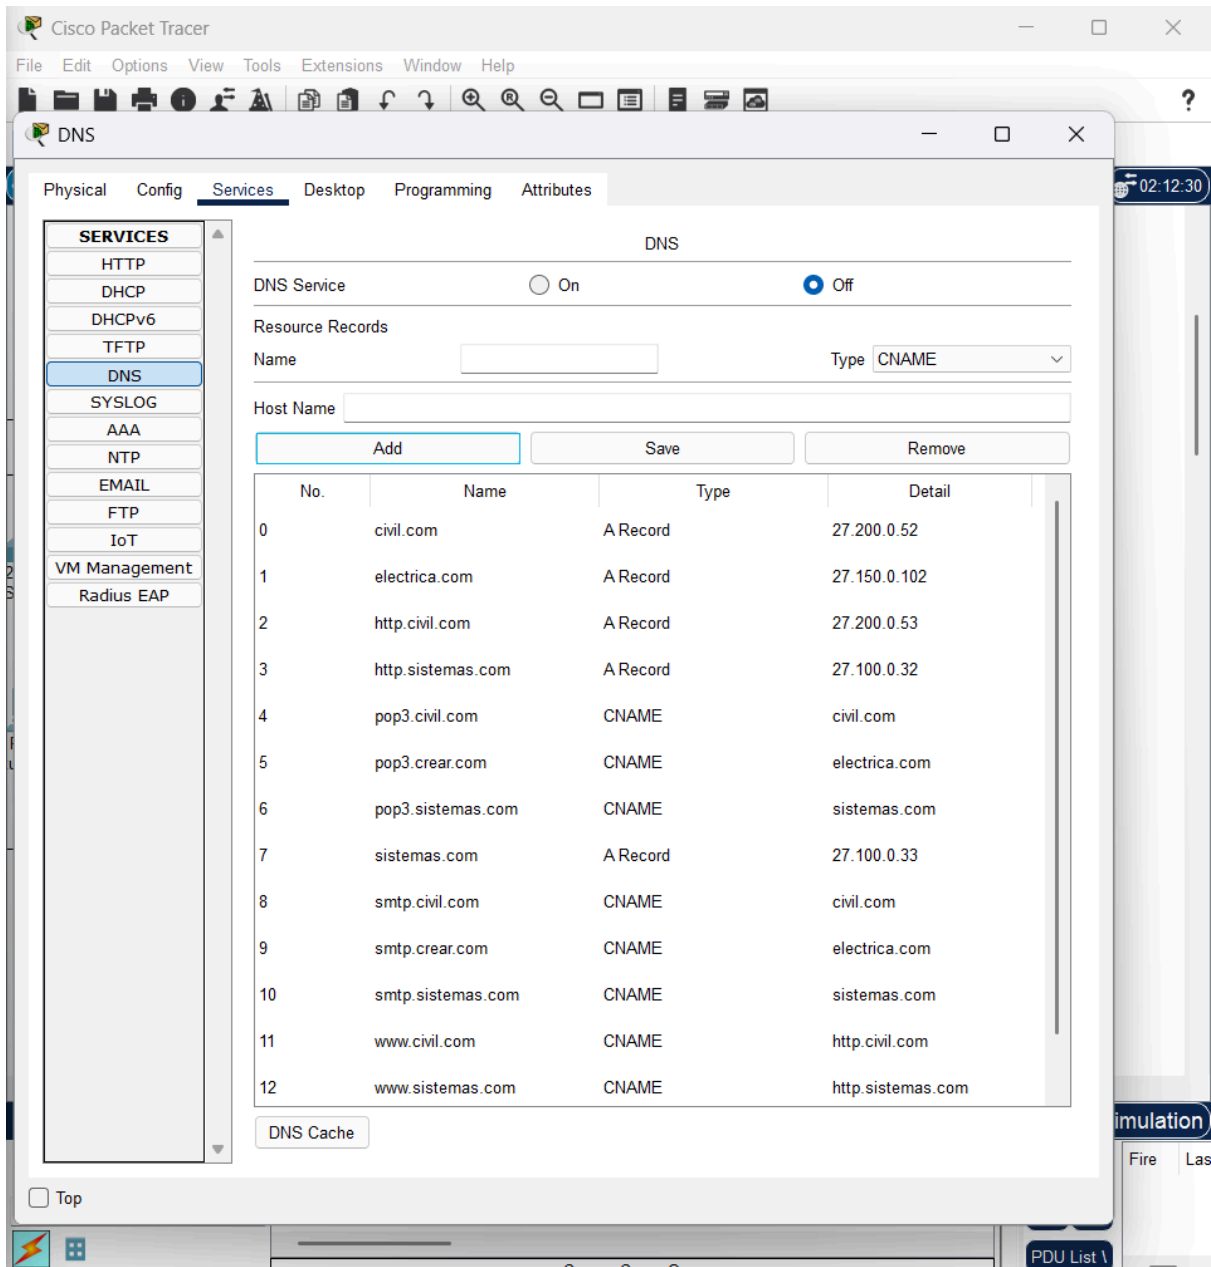 Cisco Packet Tracer
File Edit Options View Tools Extensions Window Help
?
DNS
Physical Config Services Desktop Programming Attributes
02:12:30
SERVICES
HTTP
DHCP
DHCPv6
TFTP
DNS
SYSLOG
AAA
NTP
EMAIL
FTP
IoT
VM Management
Radius EAP
DNS
DNS Service On Off
Resource Records
Name Type CNAME
Host Name
Add Save Remove
No. Name Type Detail
0 civil.com A Record 27.200.0.52
1 electrica.com A Record 27.150.0.102
2 http.civil.com A Record 27.200.0.53
3 http.sistemas.com A Record 27.100.0.32
4 pop3.civil.com CNAME civil.com
5 pop3.crear.com CNAME electrica.com
6 pop3.sistemas.com CNAME sistemas.com
7 sistemas.com A Record 27.100.0.33
8 smtp.civil.com CNAME civil.com
9 smtp.crear.com CNAME electrica.com
10 smtp.sistemas.com CNAME sistemas.com
11 www.civil.com CNAME http.civil.com
12 www.sistemas.com CNAME http.sistemas.com
DNS Cache
Top
imulation
Fire Las
PDU List